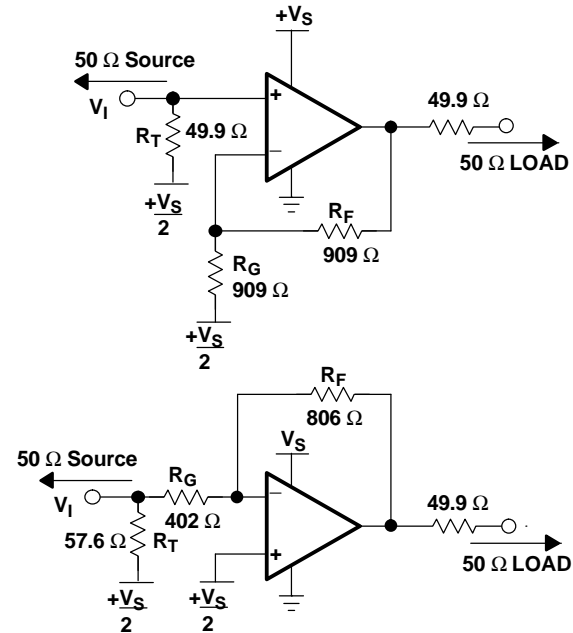 +VS
50 Ω Source
VI
+
RT
49.9 Ω
49.9 Ω
50 Ω LOAD
−
+VS
2
RF
909 Ω
RG
909 Ω
+VS
2
RF
806 Ω
50 Ω Source
VS
RG
VI
402 Ω
−
49.9 Ω
57.6 Ω
RT
+
50 Ω LOAD
+VS
2
+VS
2